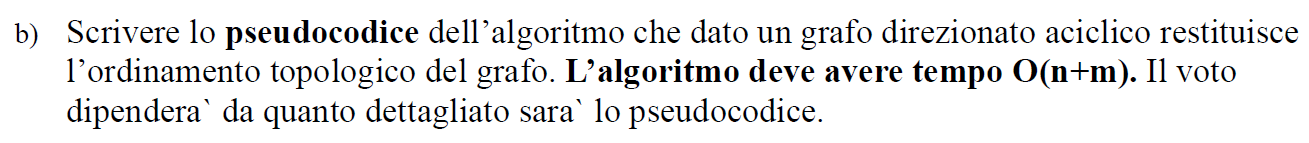 b) Scrivere lo pseudocodice dell’algoritmo che dato un grafo direzionato aciclico restituisce
l’ordinamento topologico del grafo. L’algoritmo deve avere tempo O(n+m). Il voto
dipendera` da quanto dettagliato sara` lo pseudocodice.